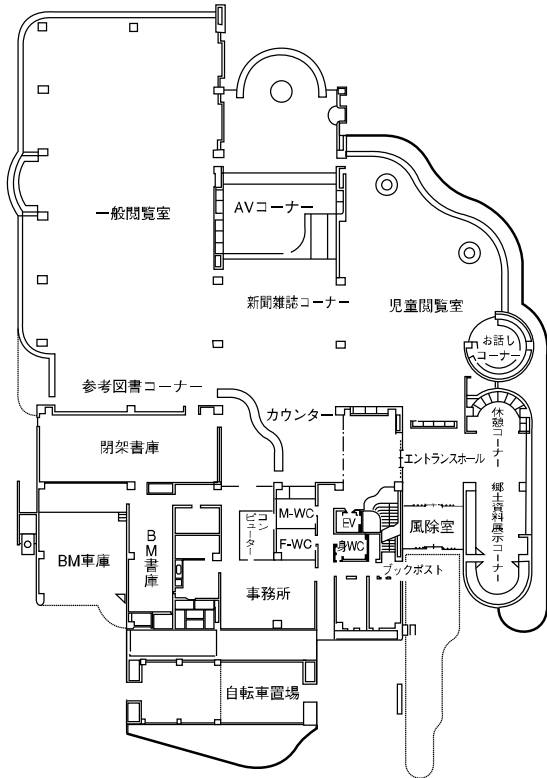 一般閲覧室
AVコーナー
新聞雑誌コーナー
児童閲覧室
お話し
コーナー
参考図書コーナー
カウンター
休憩コーナー
閉架書庫
エントランスホール
郷土資料展示コーナー
M-WC
コンピューター
EV
風除室
BM車庫
BM書庫
F-WC
身WC
ブックポスト
事務所
自転車置場